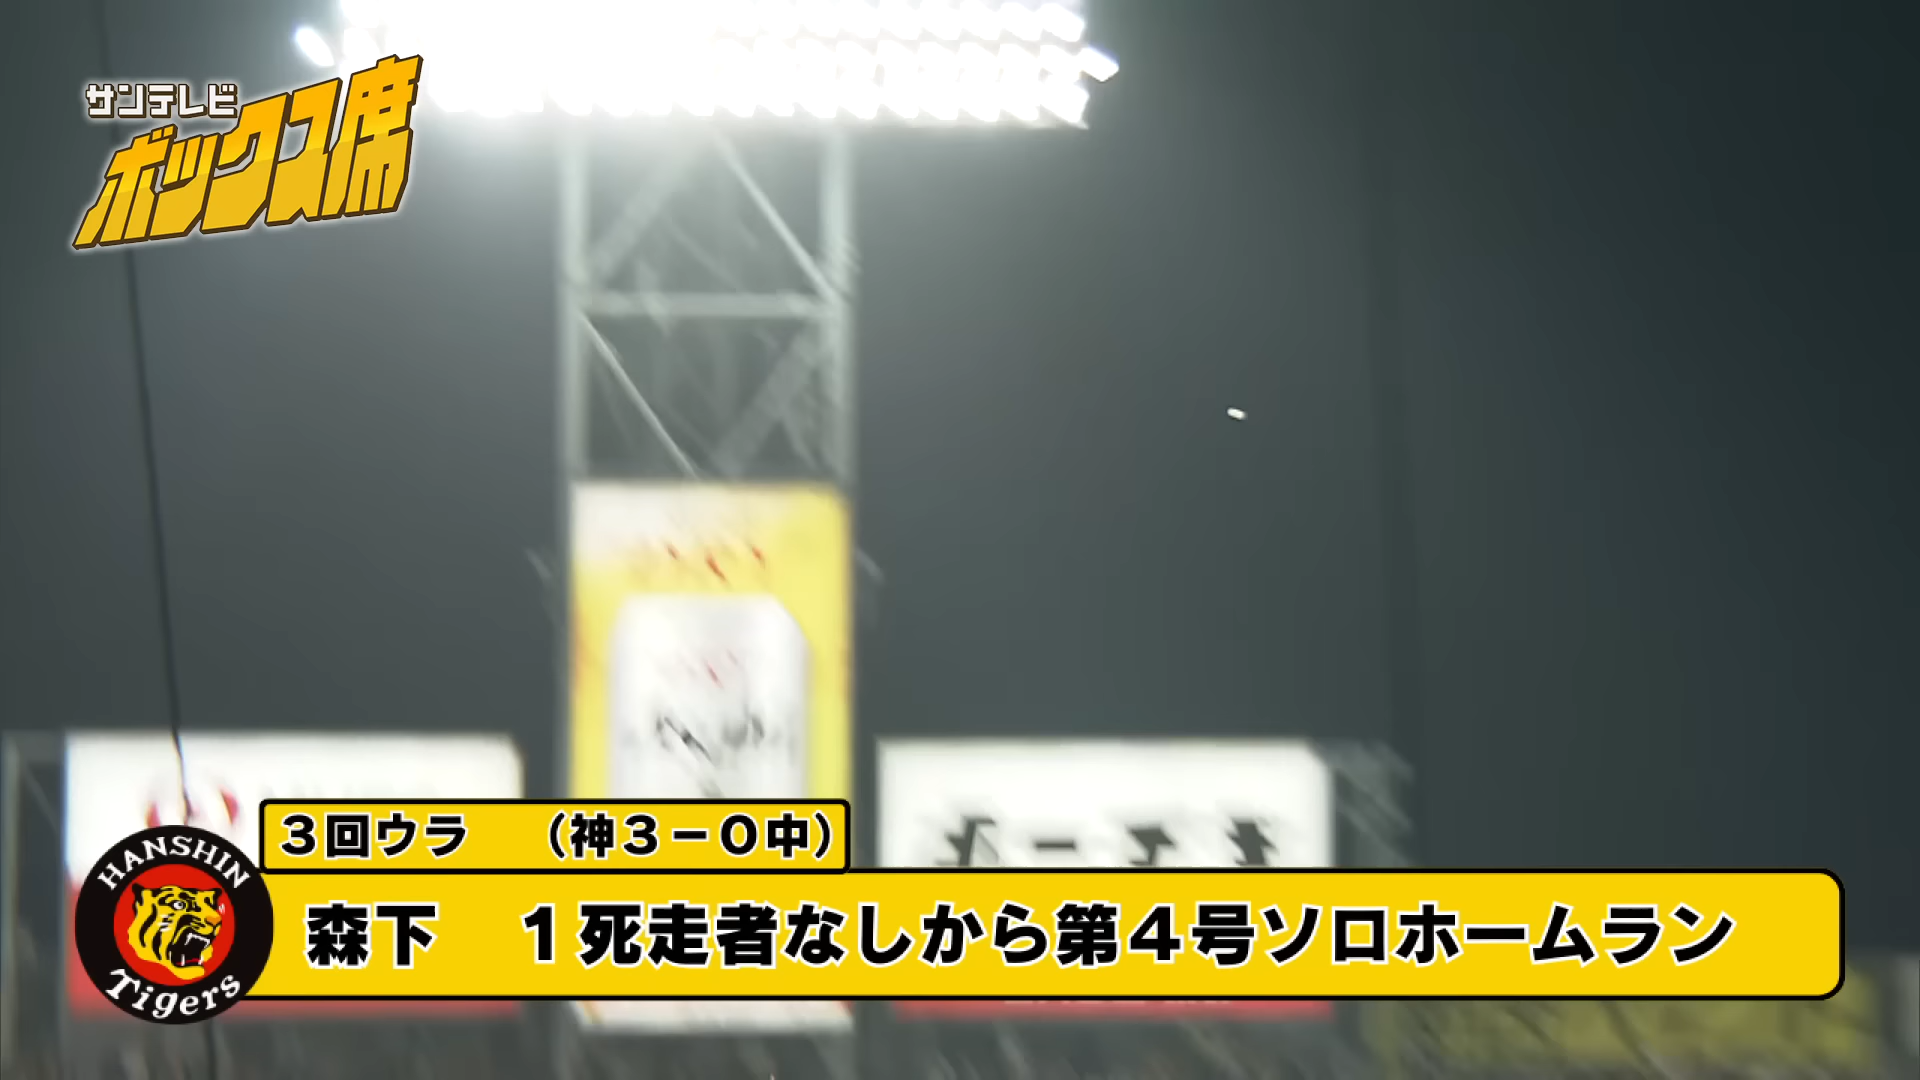 サンテレビ
ボックス席
３回ウラ　（神３－０中）
森下　１死走者なしから第４号ソロホームラン
HANSHIN
Tigers